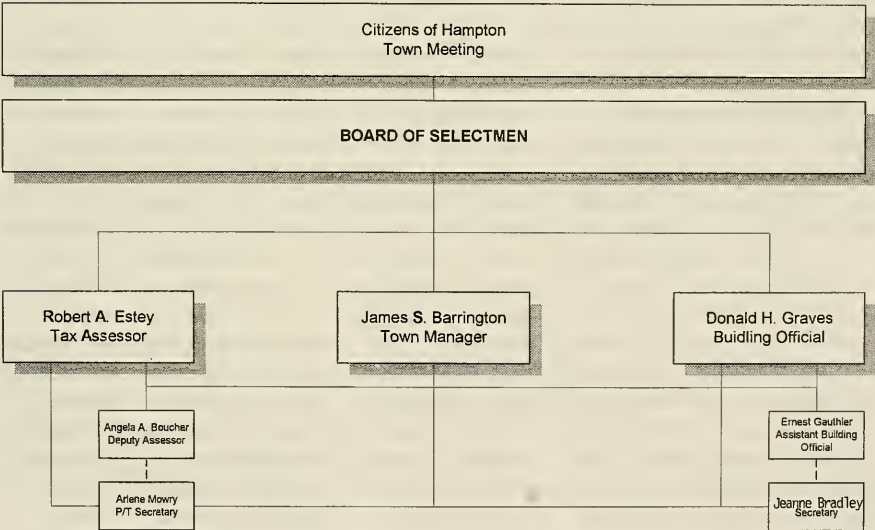 Citizens of Hampton
Town Meeting
BOARD OF SELECTMEN
Robert A. Estey
Tax Assessor
James S. Barrington
Town Manager
Donald H. Graves
Buidling Official
Angela A. Boucher
Deputy Assessor
Ernest Gauthier
Assistant Building
Official
Arlene Mowry
P/T Secretary
Jeanne Bradley
Secretary